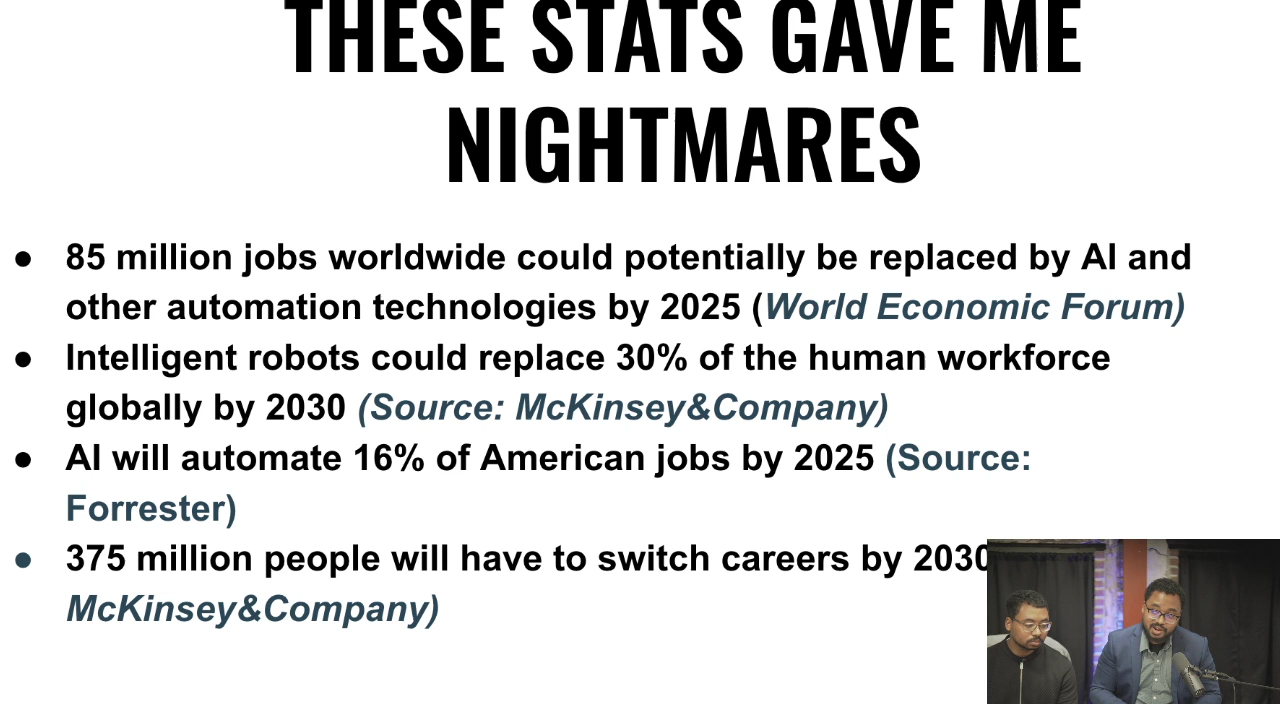 THESE STATS GAVE ME
NIGHTMARES
● 85 million jobs worldwide could potentially be replaced by AI and
other automation technologies by 2025 (World Economic Forum)
● Intelligent robots could replace 30% of the human workforce
globally by 2030 (Source: McKinsey&Company)
● AI will automate 16% of American jobs by 2025 (Source:
Forrester)
● 375 million people will have to switch careers by 2030
McKinsey&Company)